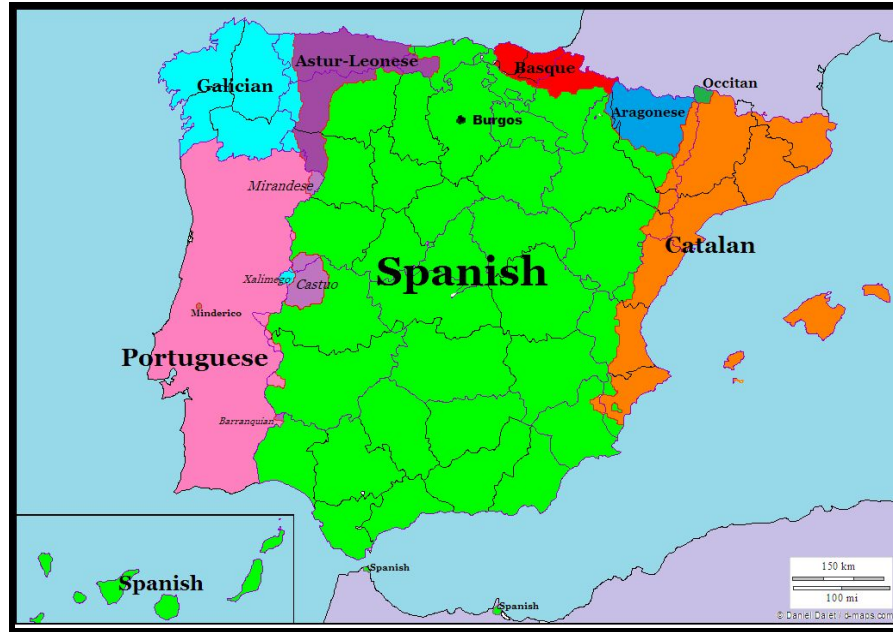 Astur-Leonese
Galician
Basque
Occitan
Aragonese
Burgos
Mirandese
Catalan
Spanish
Xalimego
Castuo
Minderico
Portuguese
Barranquian
Spanish
Spanish
Spanish
150 km
100 mi
© Daniel Dalet / d-maps.com